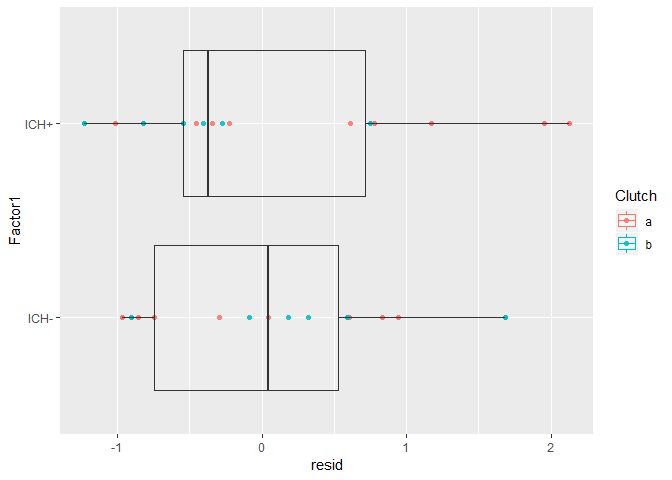 ICH+
ICH-
Factor1
-1
0
1
2
resid
Clutch
a
b